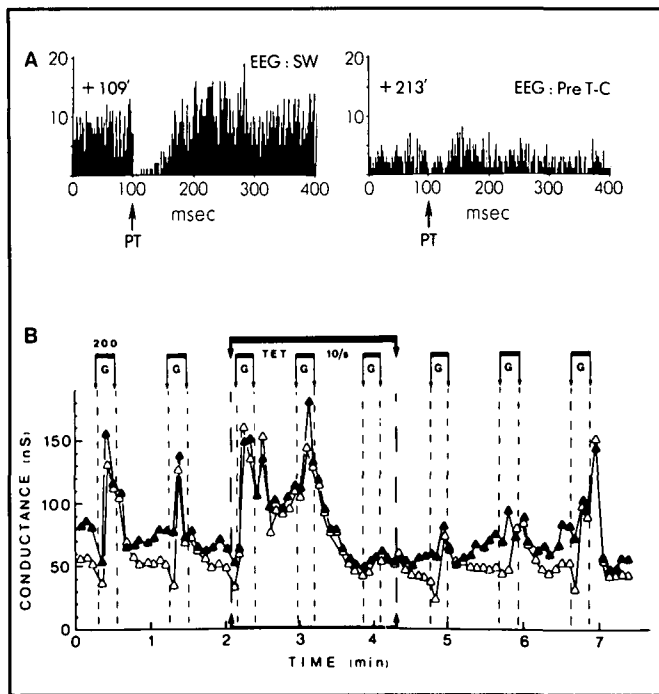 A
20
10
0 100 200 300 400
+109'
EEG : SW
msec
PT
20
10
0 100 200 300 400
+213'
EEG : Pre T-C
msec
PT
B
200
TET 10/s
G G G G G G G G
CONDUCTANCE (nS)
150
100
50
0
1 2 3 4 5 6 7
TIME (min)